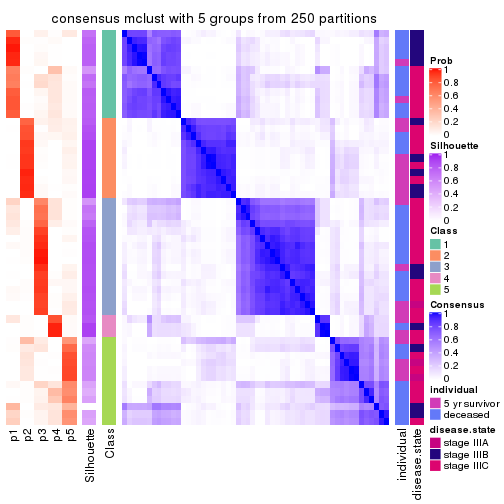 consensus mclust with 5 groups from 250 partitions
Prob
1
0.8
0.6
0.4
0.2
0
Silhouette
1
0.8
0.6
0.4
0.2
0
Class
1
2
3
4
5
Consensus
1
0.8
0.6
0.4
0.2
0
individual
5 yr survivor
deceased
disease.state
stage IIIA
stage IIIB
stage IIIC
p1
p2
p3
p4
p5
Silhouette
Class
individual
disease.state